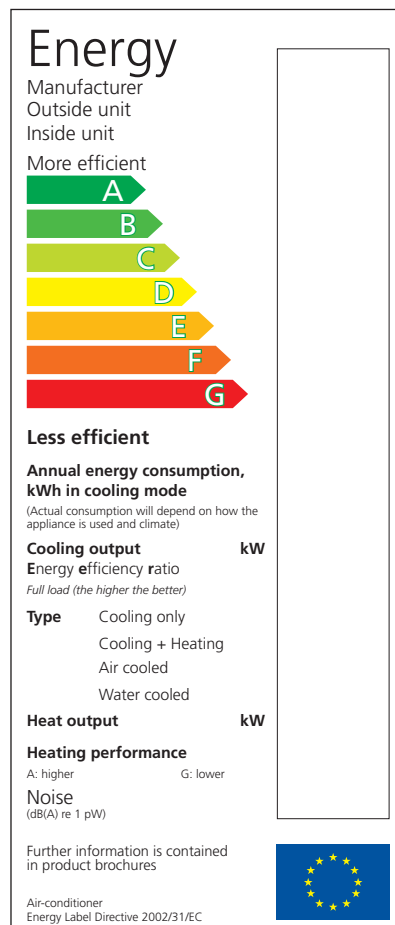 Energy
Manufacturer
Outside unit
Inside unit
More efficient
A
B
C
D
E
F
G
Less efficient
Annual energy consumption,
kWh in cooling mode
(Actual consumption will depend on how the
appliance is used and climate)
Cooling output kW
Energy efficiency ratio
Full load (the higher the better)
Type Cooling only
Cooling + Heating
Air cooled
Water cooled
Heat output kW
Heating performance
A: higher G: lower
Noise
(dB(A) re 1 pW)
Further information is contained
in product brochures
Air-conditioner
Energy Label Directive 2002/31/EC